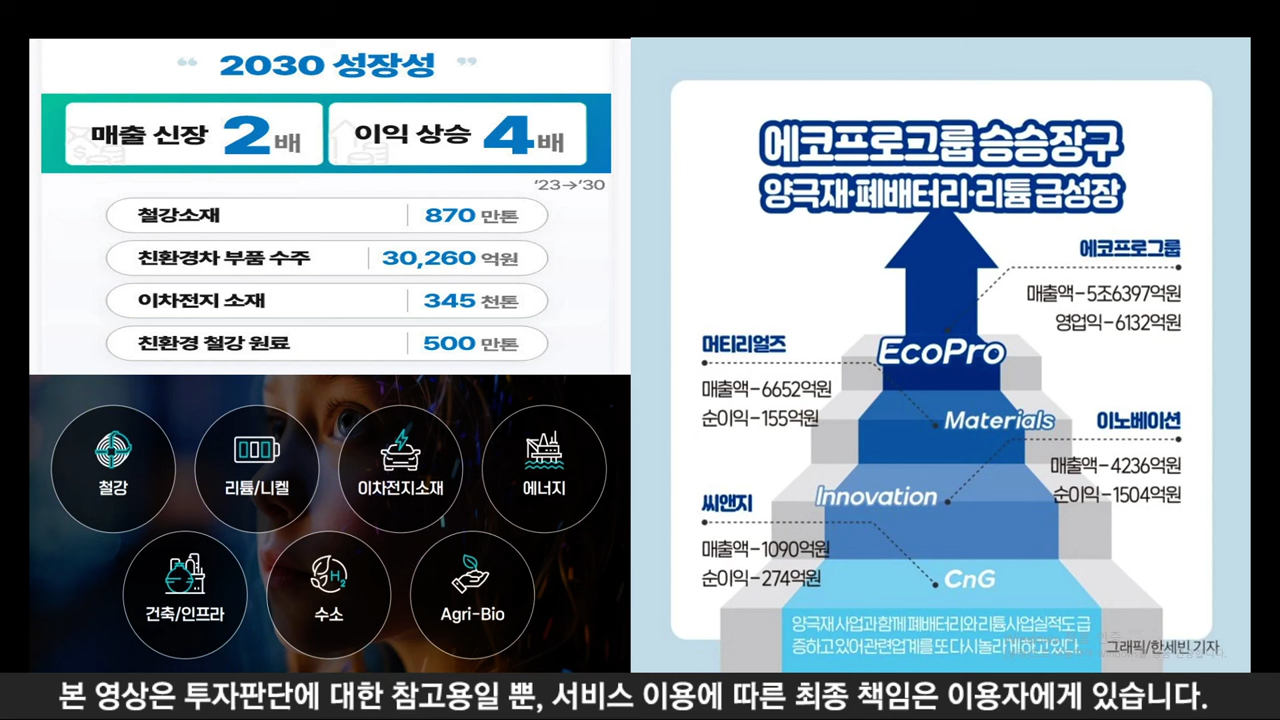 “ 2030 성장성 ”
매출 신장 2배
이익 상승 4배
‘23→’30
철강소재 870 만톤
친환경차 부품 수주 30,260 억원
이차전지 소재 345 천톤
친환경 철강 원료 500 만톤
철강
리튬/니켈
이차전지소재
에너지
건축/인프라
H2
수소
Agri-Bio
에코프로그룹 승승장구
양극재·폐배터리·리튬 급성장
에코프로그룹
매출액-5조6397억원
영업익-6132억원
EcoPro
머티리얼즈
매출액-6652억원
순이익-155억원
Materials
이노베이션
매출액-4236억원
순이익-1504억원
Innovation
씨앤지
매출액-1090억원
순이익-274억원
CnG
양극재 사업과 함께 폐배터리와 리튬 사업 실적도 급
증하고 있어 관련 업계를 또 다시 놀라게 하고 있다.
그래픽/한세빈 기자
본 영상은 투자판단에 대한 참고용일 뿐, 서비스 이용에 따른 최종 책임은 이용자에게 있습니다.